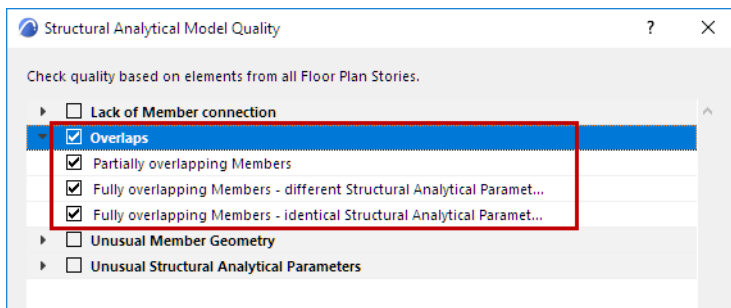 Structural Analytical Model Quality ?
Check quality based on elements from all Floor Plan Stories.
Lack of Member connection
Overlaps
Partially overlapping Members
Fully overlapping Members - different Structural Analytical Paramet...
Fully overlapping Members - identical Structural Analytical Paramet...
Unusual Member Geometry
Unusual Structural Analytical Parameters